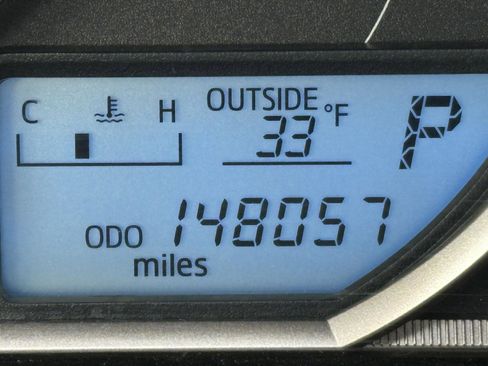 C H OUTSIDE
33 °F P
ODO 148057
miles